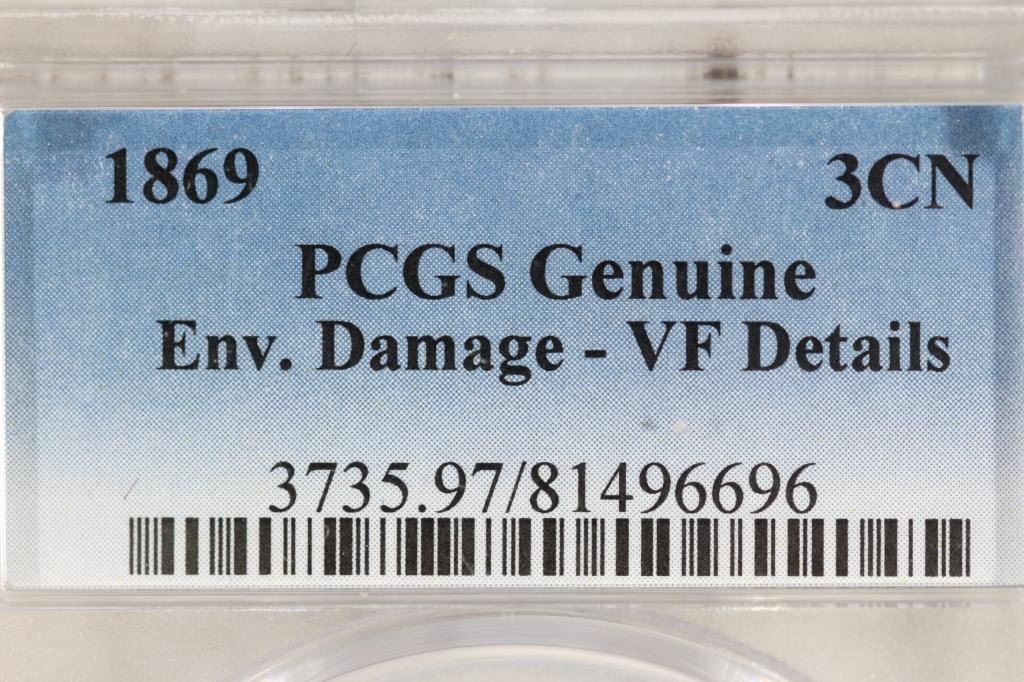 1869 3CN
PCGS Genuine
Env. Damage - VF Details
3735.97/81496696